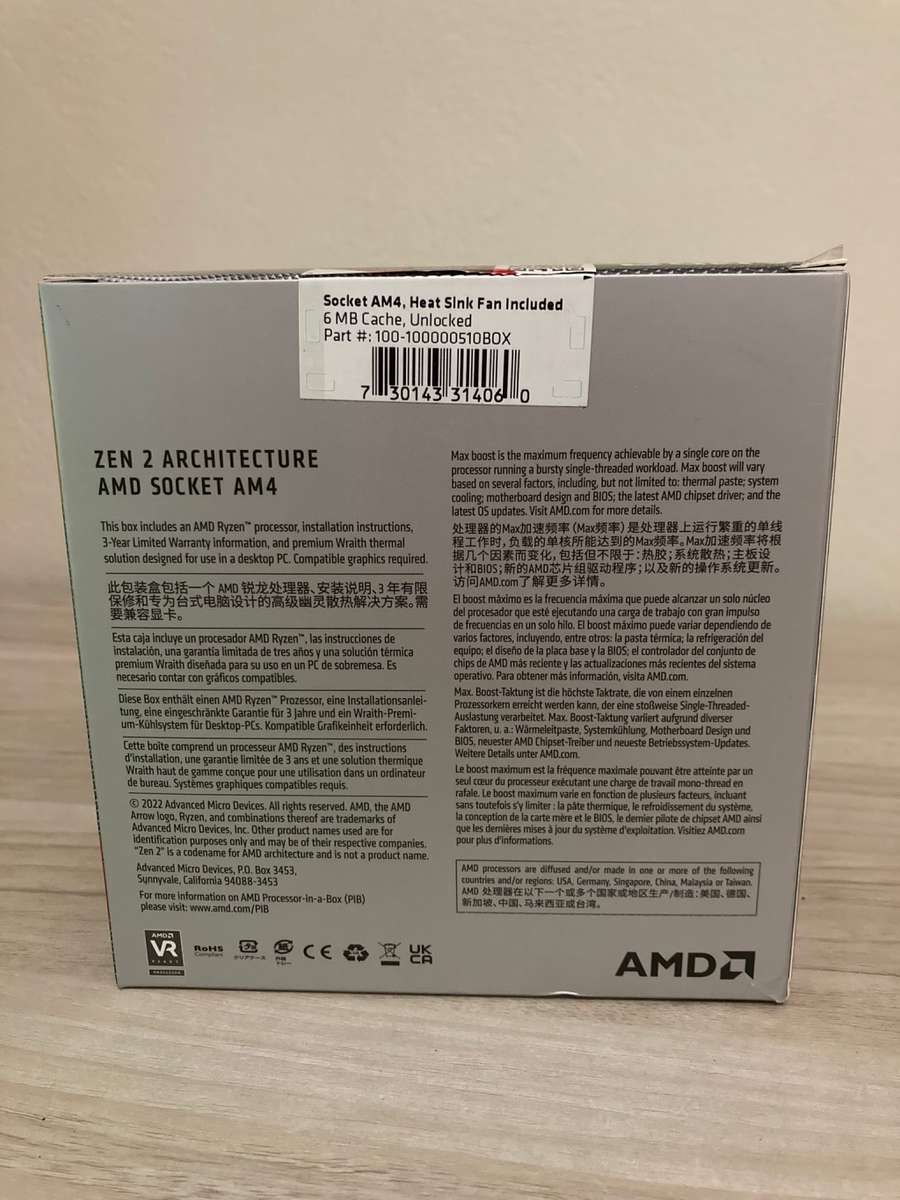 Socket AM4, Heat Sink Fan Included
6 MB Cache, Unlocked
Part #: 100-100000510BOX
7 30143 31406 0
ZEN 2 ARCHITECTURE
AMD SOCKET AM4
This box includes an AMD Ryzen™ processor, installation instructions,
3-Year Limited Warranty information, and premium Wraith thermal
solution designed for use in a desktop PC. Compatible graphics required.
此包装盒包括一个 AMD 锐龙处理器、安装说明、3 年有限
保修和专为台式电脑设计的高级幽灵散热解决方案。需
要兼容显卡。
Esta caja incluye un procesador AMD Ryzen™, las instrucciones de
instalación, una garantía limitada de tres años y una solución térmica
premium Wraith diseñada para su uso en un PC de sobremesa. Es
necesario contar con gráficos compatibles.
Diese Box enthält einen AMD Ryzen™ Prozessor, eine Installationsanlei-
tung, eine eingeschränkte Garantie für 3 Jahre und ein Wraith-Premi-
um-Kühlsystem für Desktop-PCs. Kompatible Grafikeinheit erforderlich.
Cette boîte comprend un processeur AMD Ryzen™, des instructions
d'installation, une garantie limitée de 3 ans et une solution thermique
Wraith haut de gamme conçue pour une utilisation dans un ordinateur
de bureau. Systèmes graphiques compatibles requis.
© 2022 Advanced Micro Devices. All rights reserved. AMD, the AMD
Arrow logo, Ryzen, and combinations thereof are trademarks of
Advanced Micro Devices, Inc. Other product names used are for
identification purposes only and may be of their respective companies.
"Zen 2" is a codename for AMD architecture and is not a product name.
Advanced Micro Devices, P.O. Box 3453,
Sunnyvale, California 94088-3453
For more information on AMD Processor-in-a-Box (PIB)
please visit: www.amd.com/PIB
Max boost is the maximum frequency achievable by a single core on the
processor running a bursty single-threaded workload. Max boost will vary
based on several factors, including, but not limited to: thermal paste; system
cooling; motherboard design and BIOS; the latest AMD chipset driver; and the
latest OS updates. Visit AMD.com for more details.
处理器的Max加速频率（Max频率）是处理器上运行繁重的单线
程工作时，负载的单核所能达到的Max频率。Max加速频率将根
据几个因素而变化，包括但不限于：热胶；系统散热；主板设
计和BIOS；新的AMD芯片组驱动程序；以及新的操作系统更新。
访问AMD.com了解更多详情。
El boost máximo es la frecuencia máxima que puede alcanzar un solo núcleo
del procesador que esté ejecutando una carga de trabajo con gran impulso
de frecuencias en un solo hilo. El boost máximo puede variar dependiendo de
varios factores, incluyendo, entre otros: la pasta térmica; la refrigeración del
equipo; el diseño de la placa base y la BIOS; el controlador del conjunto de
chips de AMD más reciente y las actualizaciones más recientes del sistema
operativo. Para obtener más información, visita AMD.com.
Max. Boost-Taktung ist die höchste Taktrate, die von einem einzelnen
Prozessorkern erreicht werden kann, der eine stoßweise Single-Threaded-
Auslastung verarbeitet. Max. Boost-Taktung variiert aufgrund diverser
Faktoren, u. a.: Wärmeleitpaste, Systemkühlung, Motherboard Design und
BIOS, neuester AMD Chipset-Treiber und neueste Betriebssystem-Updates.
Weitere Details unter AMD.com.
Le boost maximum est la fréquence maximale pouvant être atteinte par un
seul cœur du processeur exécutant une charge de travail mono-thread en
rafale. Le boost maximum varie en fonction de plusieurs facteurs, incluant
sans toutefois s'y limiter : la pâte thermique, le refroidissement du système,
la conception de la carte mère et le BIOS, le dernier pilote de chipset AMD ainsi
que les dernières mises à jour du système d'exploitation. Visitiez AMD.com
pour plus d'informations.
AMD processors are diffused and/or made in one or more of the following
countries and/or regions: USA, Germany, Singapore, China, Malaysia or Taiwan.
AMD 处理器在以下一个或多个国家或地区生产/制造：美国、德国、
新加坡、中国、马来西亚或台湾。
AMD
VR
READY
PROCESSOR
RoHS
Compliant
クリアケース
CE
UK
CA
AMD